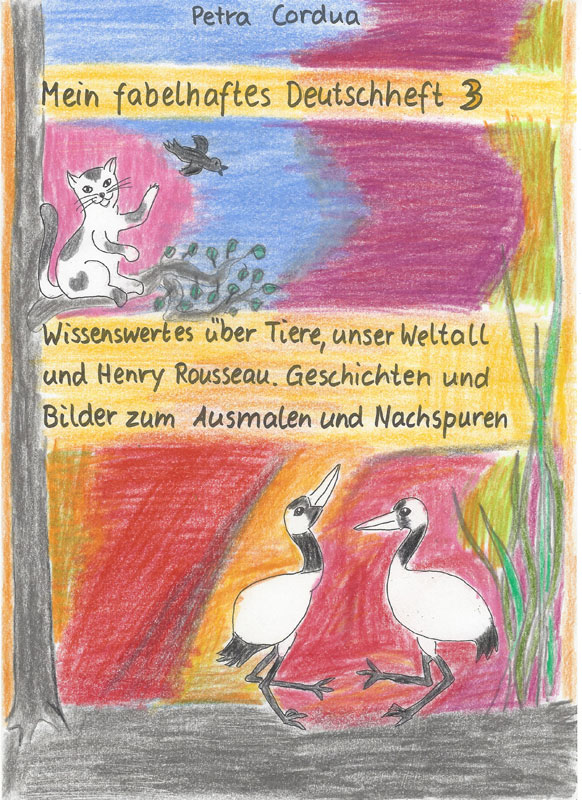 Petra Cordua
Mein fabelhaftes Deutschheft 3
Wissenswertes über Tiere, unser Weltall
und Henry Rousseau. Geschichten und
Bilder zum Ausmalen und Nachspuren